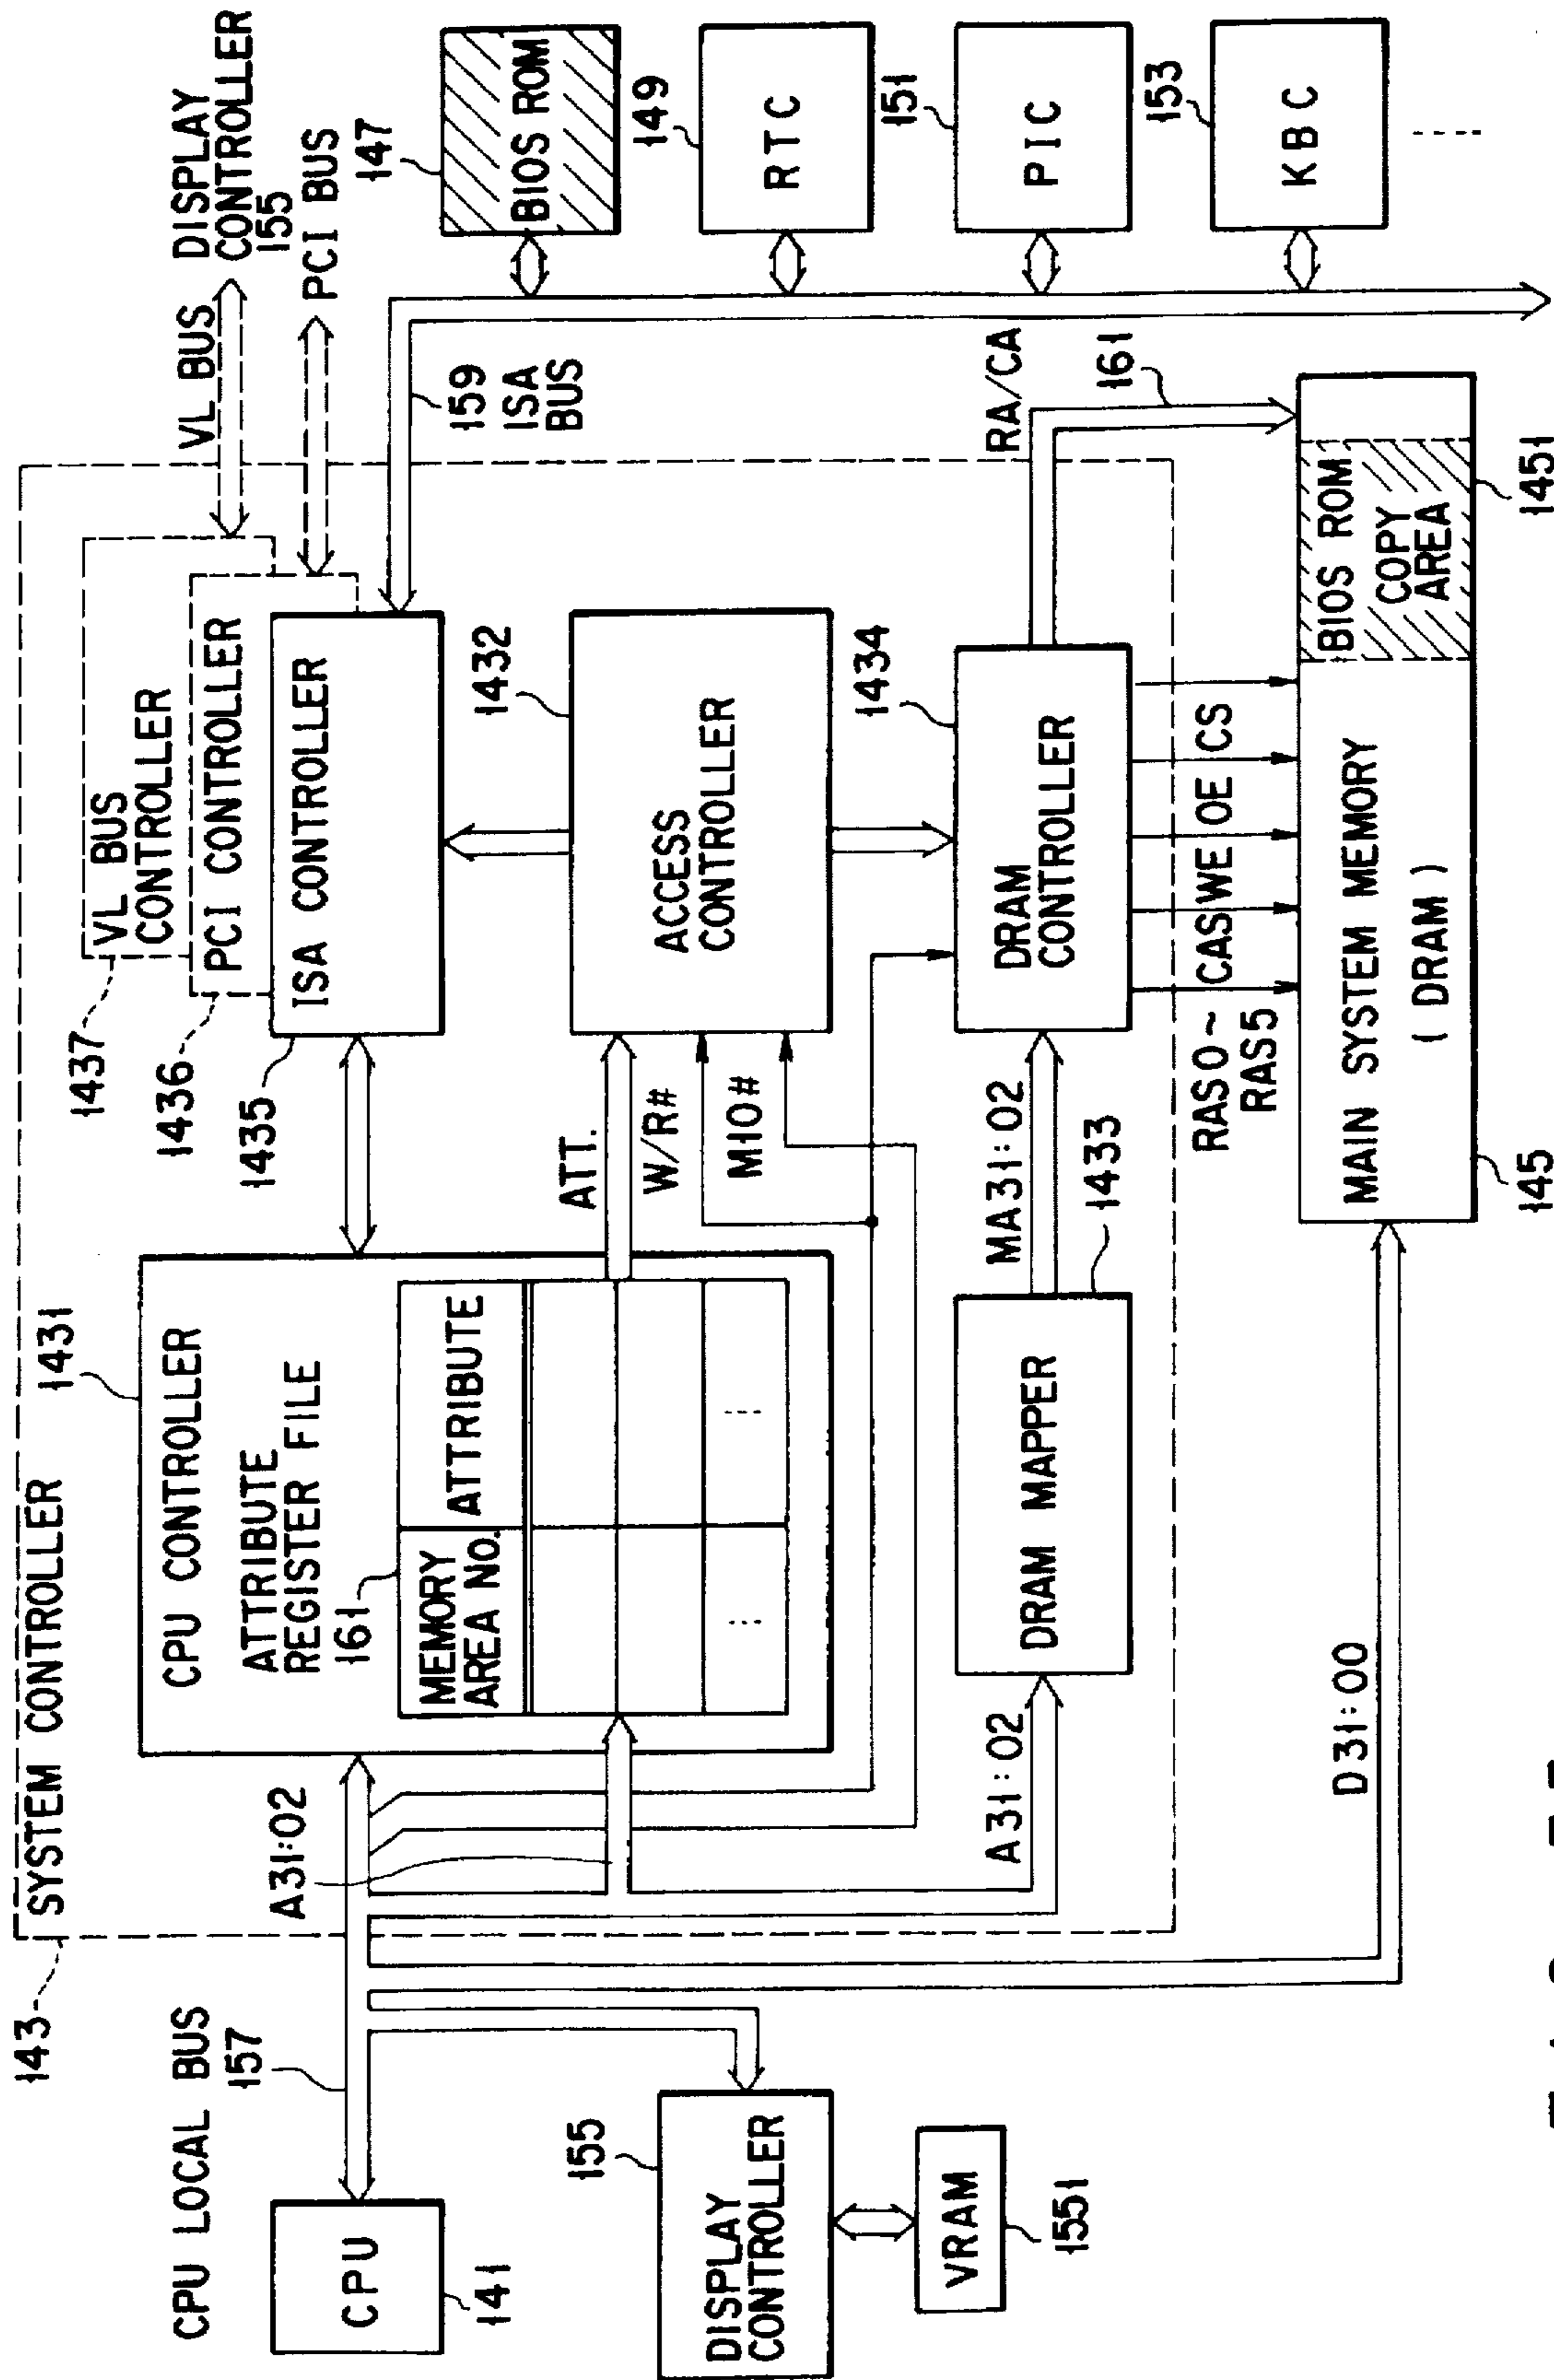 143
SYSTEM CONTROLLER
CPU LOCAL BUS
157
CPU
141
155
DISPLAY
CONTROLLER
VRAM
1551
A31:02
1431
CPU CONTROLLER
ATTRIBUTE
REGISTER FILE
161
MEMORY
AREA No.
ATTRIBUTE
...
...
1437
VL BUS
CONTROLLER
1436
PCI CONTROLLER
1435
ISA CONTROLLER
VL BUS
DISPLAY
CONTROLLER
155
PCI BUS
159
ISA
BUS
147
BIOS ROM
149
RTC
151
PIC
153
KBC
ATT.
W/R#
MIO#
1432
ACCESS
CONTROLLER
A31:02
DRAM MAPPER
1433
MA31:02
1434
DRAM
CONTROLLER
RA/CA
161
RAS0~
RAS5
CAS
WE
OE
CS
D31:00
145
MAIN SYSTEM MEMORY
(DRAM)
BIOS ROM
COPY
AREA
1451